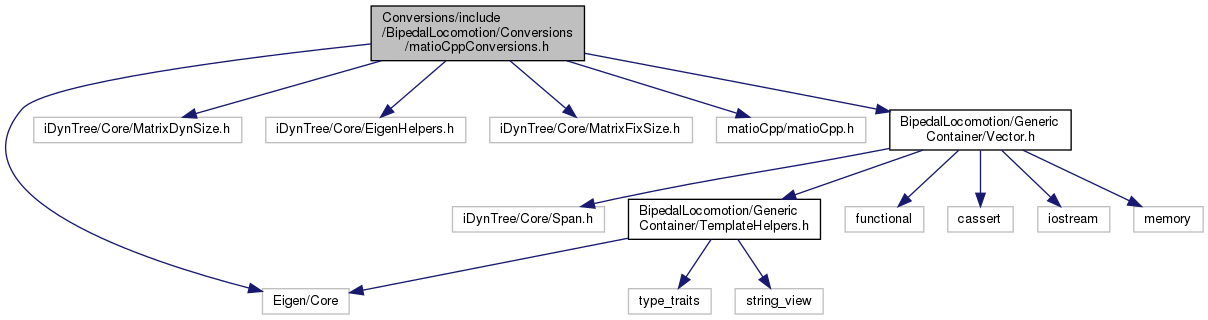 Conversions/include
/BipedalLocomotion/Conversions
/matioCppConversions.h
iDynTree/Core/MatrixDynSize.h
iDynTree/Core/EigenHelpers.h
iDynTree/Core/MatrixFixSize.h
matioCpp/matioCpp.h
BipedalLocomotion/Generic
Container/Vector.h
iDynTree/Core/Span.h
BipedalLocomotion/Generic
Container/TemplateHelpers.h
functional
cassert
iostream
memory
Eigen/Core
type_traits
string_view